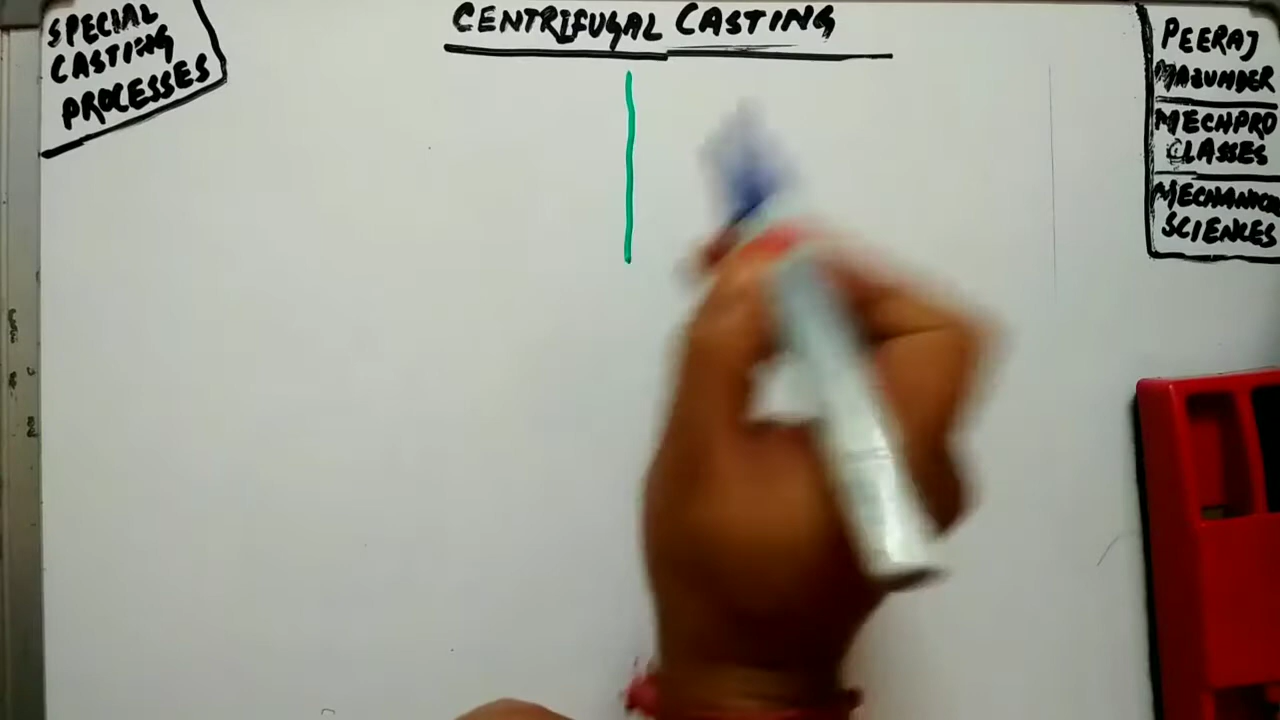 SPECIAL
CASTING
PROCESSES
CENTRIFUGAL CASTING
PEERAJ
MAZUMDER
MECHPRO
CLASSES
MECHANICAL
SCIENCES